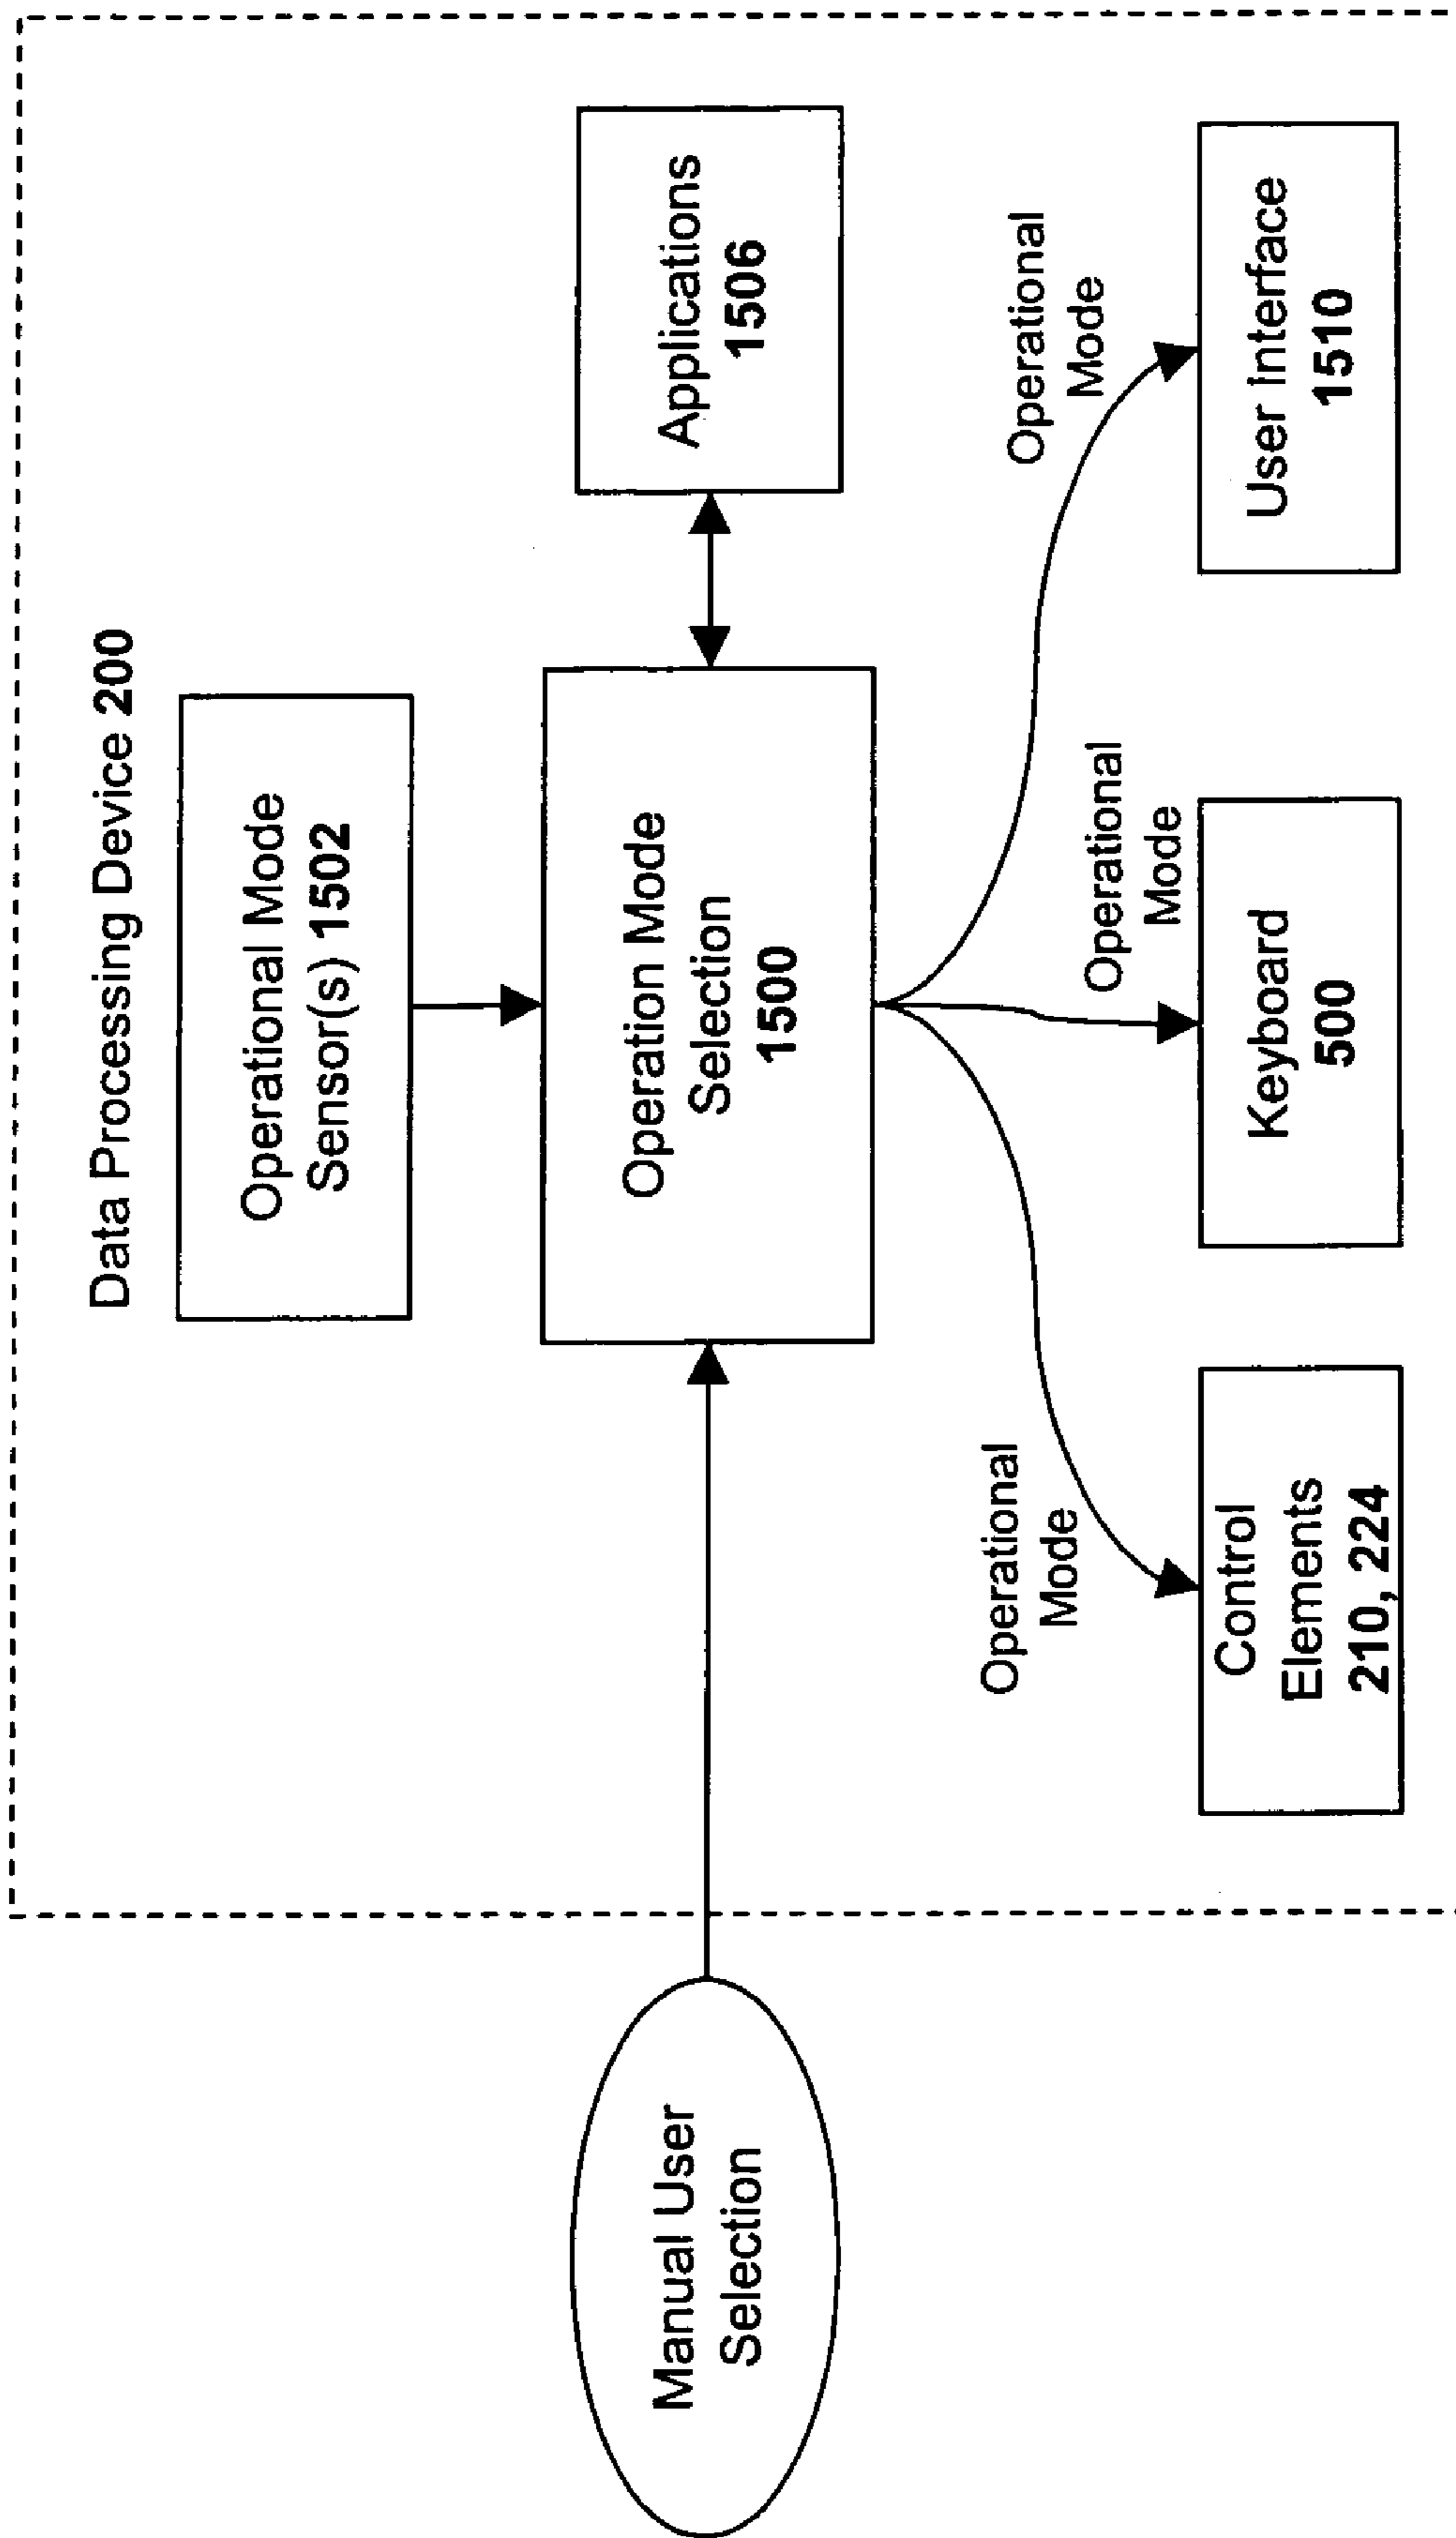 Data Processing Device 200
Operational Mode
Sensor(s) 1502
Manual User
Selection
Operation Mode
Selection
1500
Applications
1506
Operational
Mode
Operational
Mode
Operational
Mode
Control
Elements
210, 224
Keyboard
500
User Interface
1510